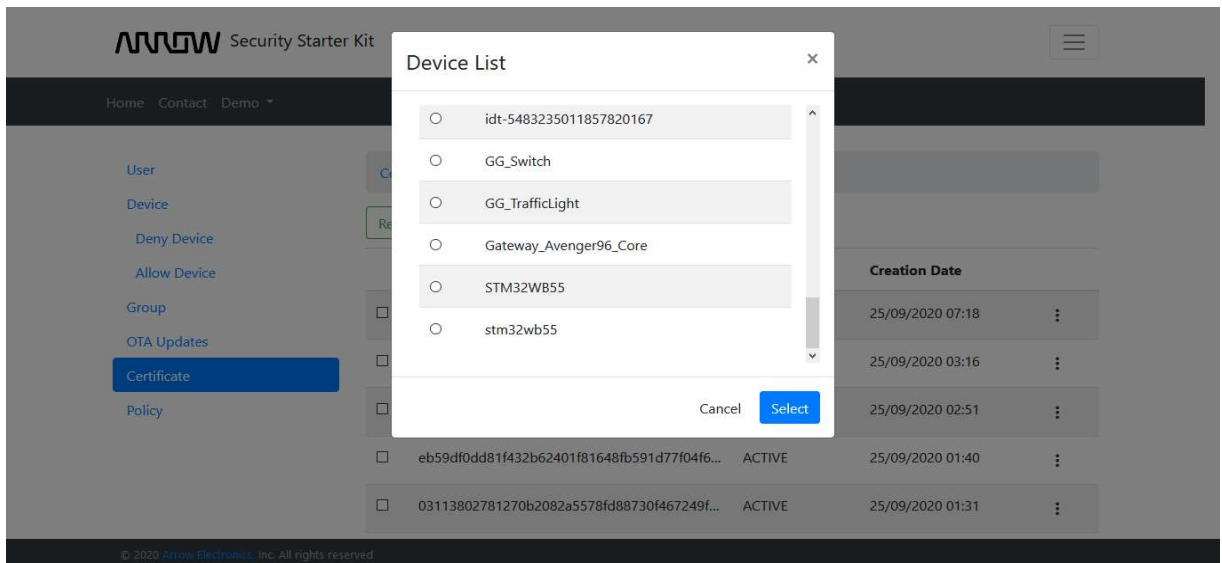 ARROW Security Starter Kit
Device List ×
Home Contact Demo
idt-5483235011857820167
User
GG_Switch
Device
GG_TrafficLight
Deny Device
Gateway_Avenger96_Core
Allow Device
STM32WB55
Creation Date
Group
25/09/2020 07:18
stm32wb55
OTA Updates
25/09/2020 03:16
Certificate
Policy
Cancel Select
25/09/2020 02:51
eb59df0dd81f432b62401f81648fb591d77f04f6... ACTIVE 25/09/2020 01:40
03113802781270b2082a5578fd88730f467249f... ACTIVE 25/09/2020 01:31
© 2020 Arrow Electronics, Inc. All rights reserved